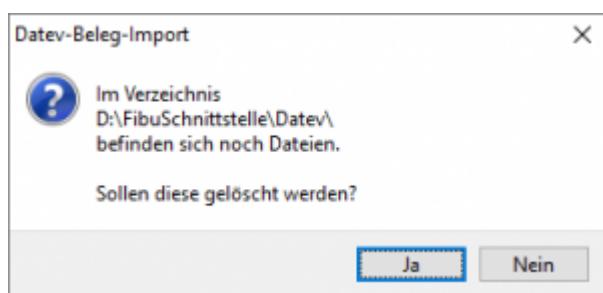 Datev-Beleg-Import
Im Verzeichnis
D:\FibuSchnittstelle\Datev\
befinden sich noch Dateien.
Sollen diese gelöscht werden?
Ja
Nein